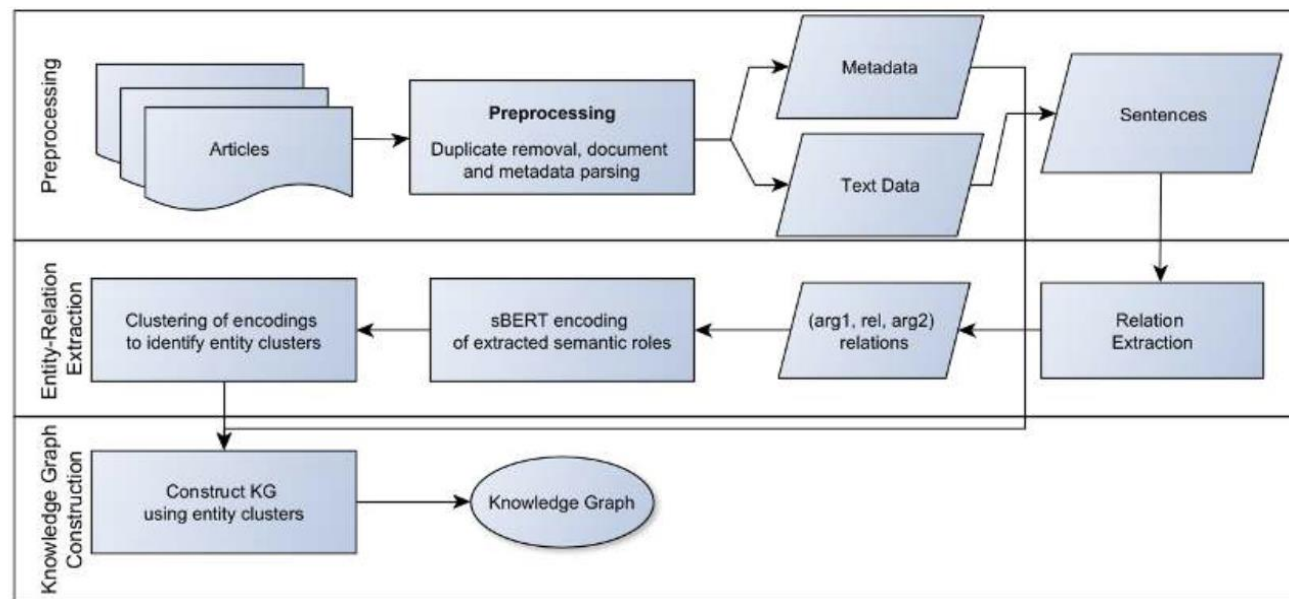 Preprocessing
Articles
Preprocessing
Duplicate removal, document
and metadata parsing
Metadata
Text Data
Sentences
Entity-Relation
Extraction
Clustering of encodings
to identify entity clusters
sBERT encoding
of extracted semantic roles
(arg1, rel, arg2)
relations
Relation
Extraction
Knowledge Graph
Construction
Construct KG
using entity clusters
Knowledge Graph